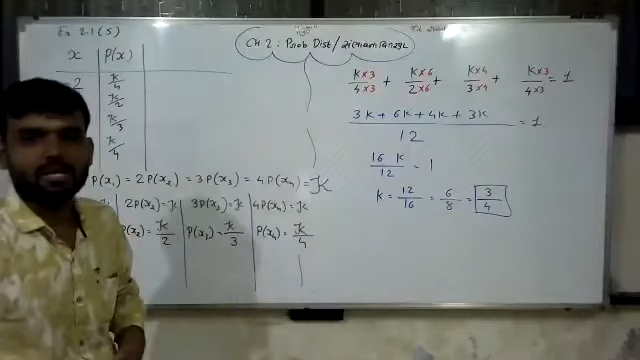 Ex 2.1 (5)
CH 2 : Prob Dist /
x P(x)
2 K/4
K/2
K/3
K/4
P(x₁) = 2P(x₂) = 3P(x₃) = 4P(x₄) = K
2P(x₂)=K 3P(x₃)=K 4P(x₄)=K
P(x₂) = K/2 P(x₃) = K/3 P(x₄) = K/4
K×3/4×3 + K×6/2×6 + K×4/3×4 + K×3/4×3 = 1
3K + 6K + 4K + 3K / 12 = 1
16 K / 12 = 1
K = 12/16 = 6/8 = 3/4